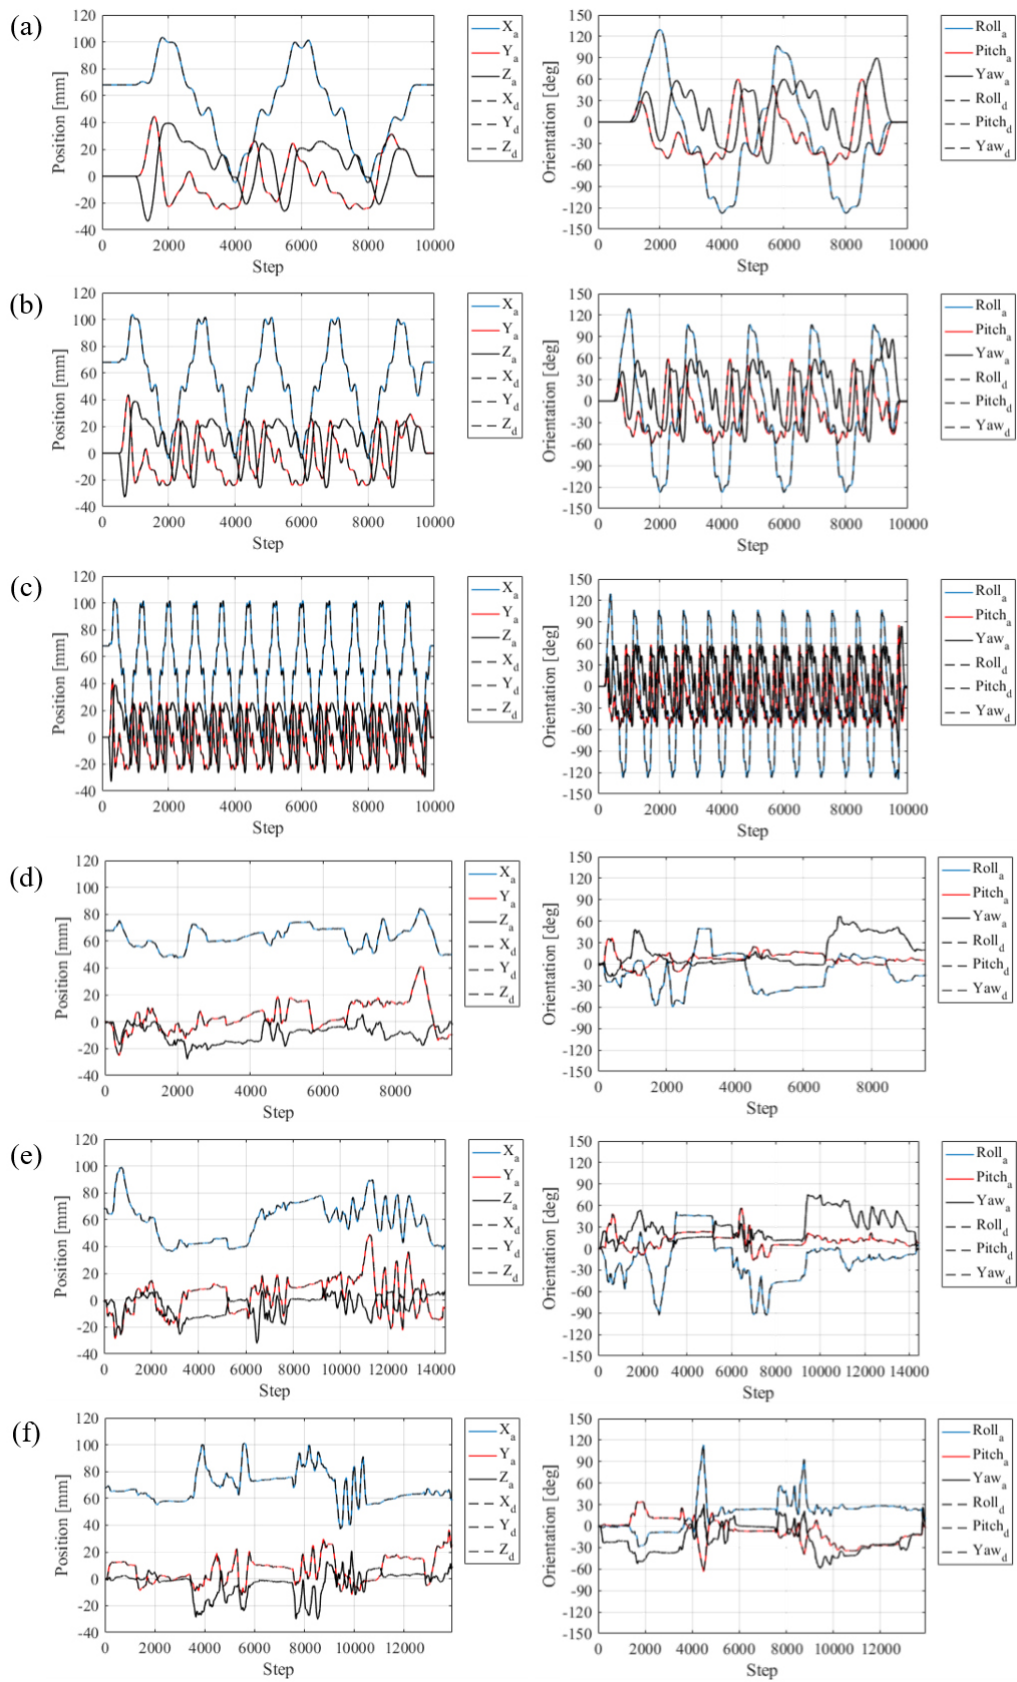 (a)
Position [mm]
120
100
80
60
40
20
0
-20
-40
0 2000 4000 6000 8000 10000
Step
Xa
Ya
Za
Xd
Yd
Zd
Orientation [deg]
150
120
90
60
30
0
-30
-60
-90
-120
-150
0 2000 4000 6000 8000 10000
Step
Rolla
Pitcha
Yawa
Rolld
Pitchd
Yawd
(b)
Position [mm]
120
100
80
60
40
20
0
-20
-40
0 2000 4000 6000 8000 10000
Step
Xa
Ya
Za
Xd
Yd
Zd
Orientation [deg]
150
120
90
60
30
0
-30
-60
-90
-120
-150
0 2000 4000 6000 8000 10000
Step
Rolla
Pitcha
Yawa
Rolld
Pitchd
Yawd
(c)
Position [mm]
120
100
80
60
40
20
0
-20
-40
0 2000 4000 6000 8000 10000
Step
Xa
Ya
Za
Xd
Yd
Zd
Orientation [deg]
150
120
90
60
30
0
-30
-60
-90
-120
-150
0 2000 4000 6000 8000 10000
Step
Rolla
Pitcha
Yawa
Rolld
Pitchd
Yawd
(d)
Position [mm]
120
100
80
60
40
20
0
-20
-40
0 2000 4000 6000 8000
Step
Xa
Ya
Za
Xd
Yd
Zd
Orientation [deg]
150
120
90
60
30
0
-30
-60
-90
-120
-150
0 2000 4000 6000 8000
Step
Rolla
Pitcha
Yawa
Rolld
Pitchd
Yawd
(e)
Position [mm]
120
100
80
60
40
20
0
-20
-40
0 2000 4000 6000 8000 10000 12000 14000
Step
Xa
Ya
Za
Xd
Yd
Zd
Orientation [deg]
150
120
90
60
30
0
-30
-60
-90
-120
-150
0 2000 4000 6000 8000 10000 12000 14000
Step
Rolla
Pitcha
Yawa
Rolld
Pitchd
Yawd
(f)
Position [mm]
120
100
80
60
40
20
0
-20
-40
0 2000 4000 6000 8000 10000 12000
Step
Xa
Ya
Za
Xd
Yd
Zd
Orientation [deg]
150
120
90
60
30
0
-30
-60
-90
-120
-150
0 2000 4000 6000 8000 10000 12000
Step
Rolla
Pitcha
Yawa
Rolld
Pitchd
Yawd